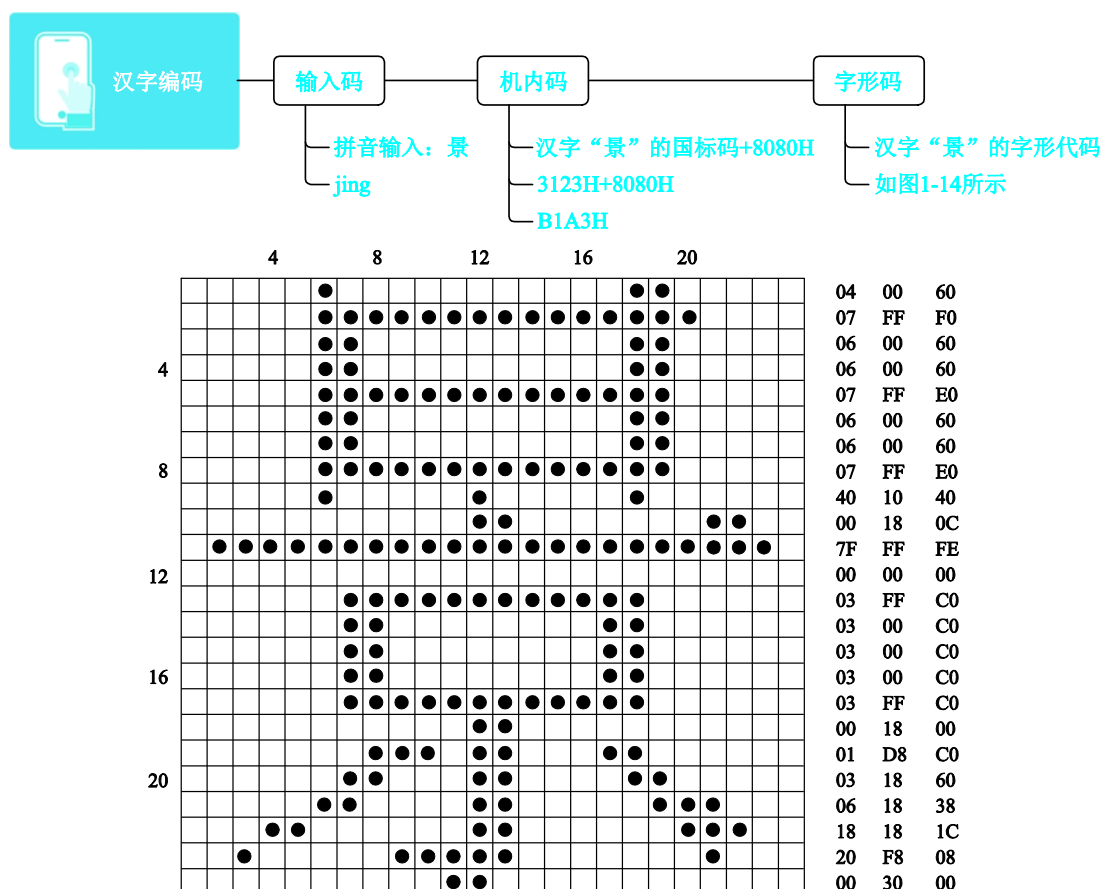 汉字编码
输入码
机内码
字形码
拼音输入：景
jing
汉字“景”的国标码+8080H
3123H+8080H
B1A3H
汉字“景”的字形代码
如图1-14所示
4 8 12 16 20
04 00 60
07 FF F0
06 00 60
4 06 00 60
07 FF E0
06 00 60
06 00 60
8 07 FF E0
40 10 40
00 18 0C
7F FF FE
12 00 00 00
03 FF C0
03 00 C0
03 00 C0
16 03 00 C0
03 FF C0
00 18 00
01 D8 C0
20 03 18 60
06 18 38
18 18 1C
20 F8 08
00 30 00